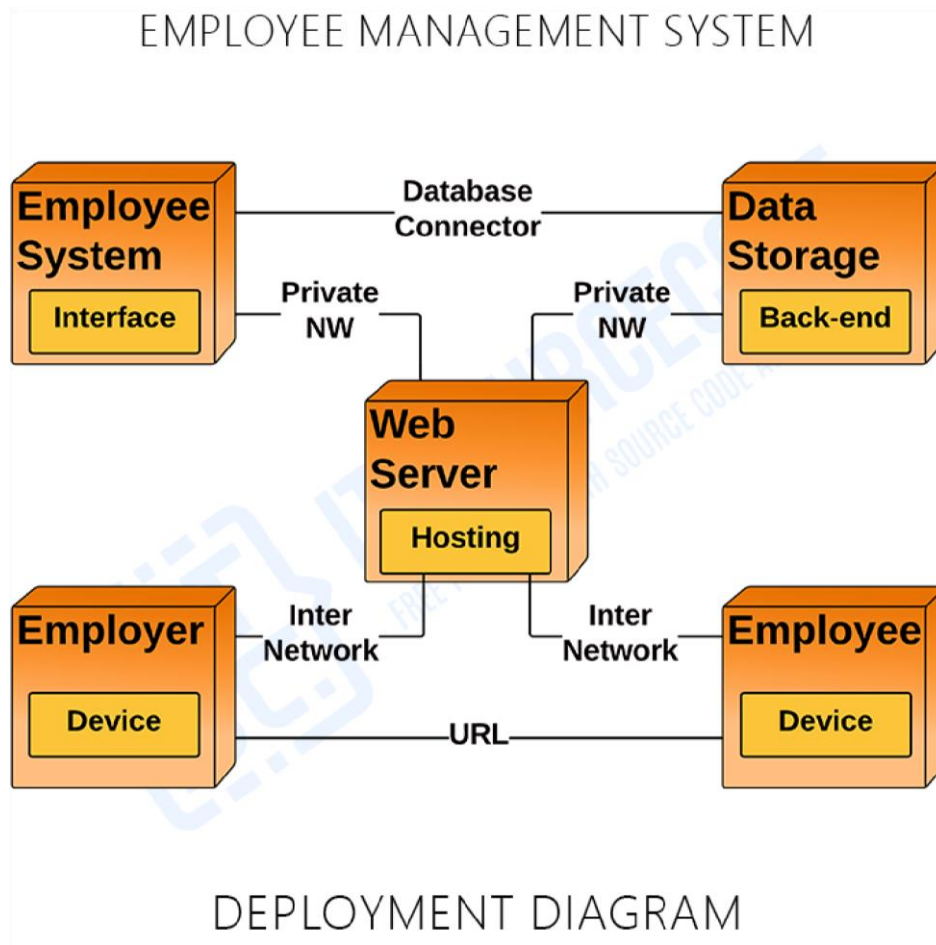 EMPLOYEE MANAGEMENT SYSTEM
Employee
System
Interface
Database
Connector
Data
Storage
Back-end
Private
NW
Private
NW
Web
Server
Hosting
Employer
Device
Inter
Network
Inter
Network
Employee
Device
URL
DEPLOYMENT DIAGRAM